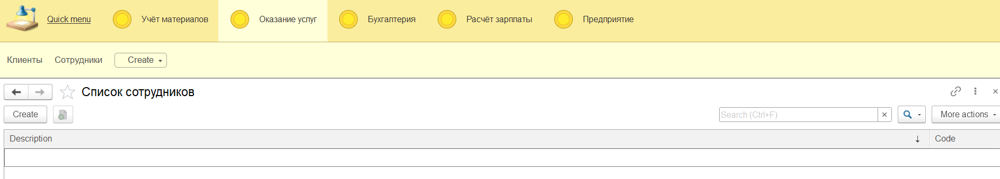 Quick menu Учёт материалов Оказание услуг Бухгалтерия Расчёт зарплаты Предприятие
Клиенты Сотрудники Create
Список сотрудников
Create Search (Ctrl+F) More actions
Description Code